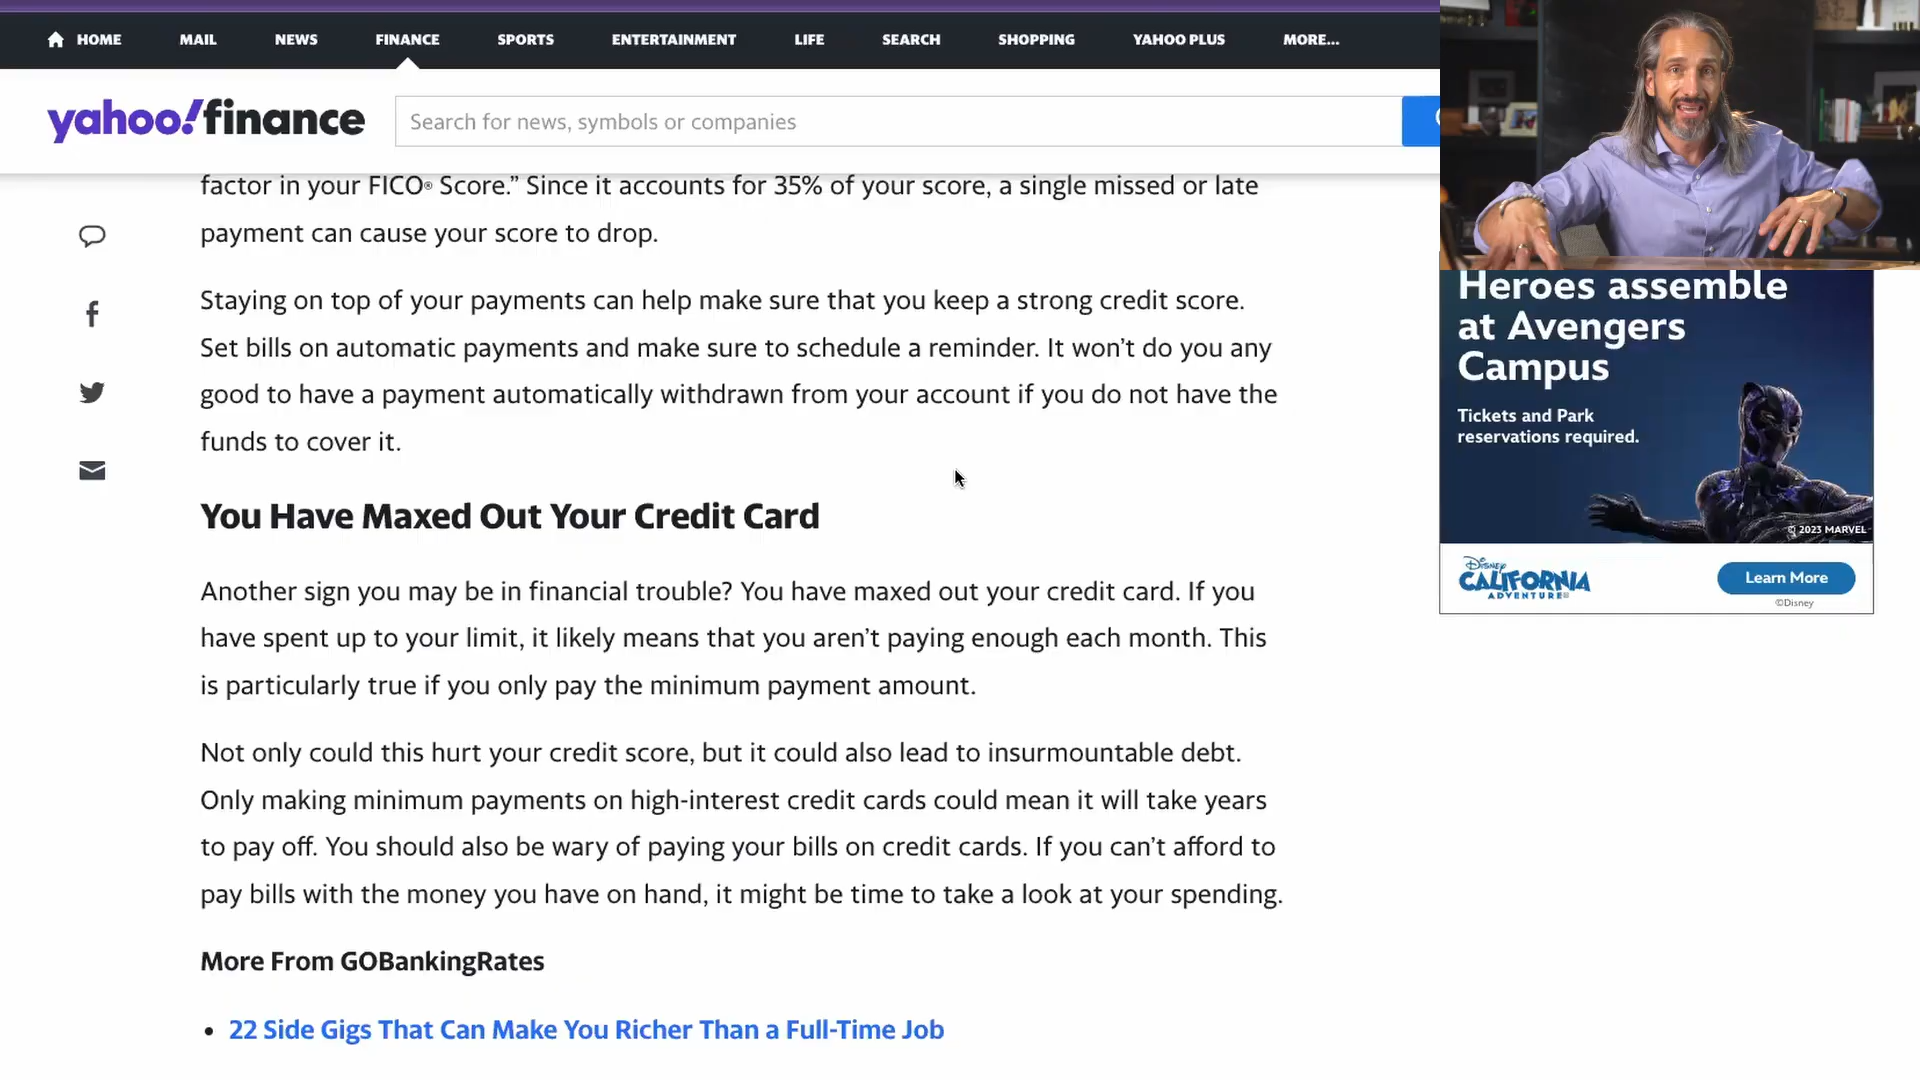 HOME MAIL NEWS FINANCE SPORTS ENTERTAINMENT LIFE SEARCH SHOPPING YAHOO PLUS MORE...
yahoo!finance
Search for news, symbols or companies
factor in your FICO® Score.” Since it accounts for 35% of your score, a single missed or late
payment can cause your score to drop.
Staying on top of your payments can help make sure that you keep a strong credit score.
Set bills on automatic payments and make sure to schedule a reminder. It won’t do you any
good to have a payment automatically withdrawn from your account if you do not have the
funds to cover it.
You Have Maxed Out Your Credit Card
Another sign you may be in financial trouble? You have maxed out your credit card. If you
have spent up to your limit, it likely means that you aren’t paying enough each month. This
is particularly true if you only pay the minimum payment amount.
Not only could this hurt your credit score, but it could also lead to insurmountable debt.
Only making minimum payments on high-interest credit cards could mean it will take years
to pay off. You should also be wary of paying your bills on credit cards. If you can’t afford to
pay bills with the money you have on hand, it might be time to take a look at your spending.
More From GOBankingRates
• 22 Side Gigs That Can Make You Richer Than a Full-Time Job
Heroes assemble
at Avengers
Campus
Tickets and Park
reservations required.
© 2023 MARVEL
Disney
CALIFORNIA
ADVENTURE
Learn More
©Disney